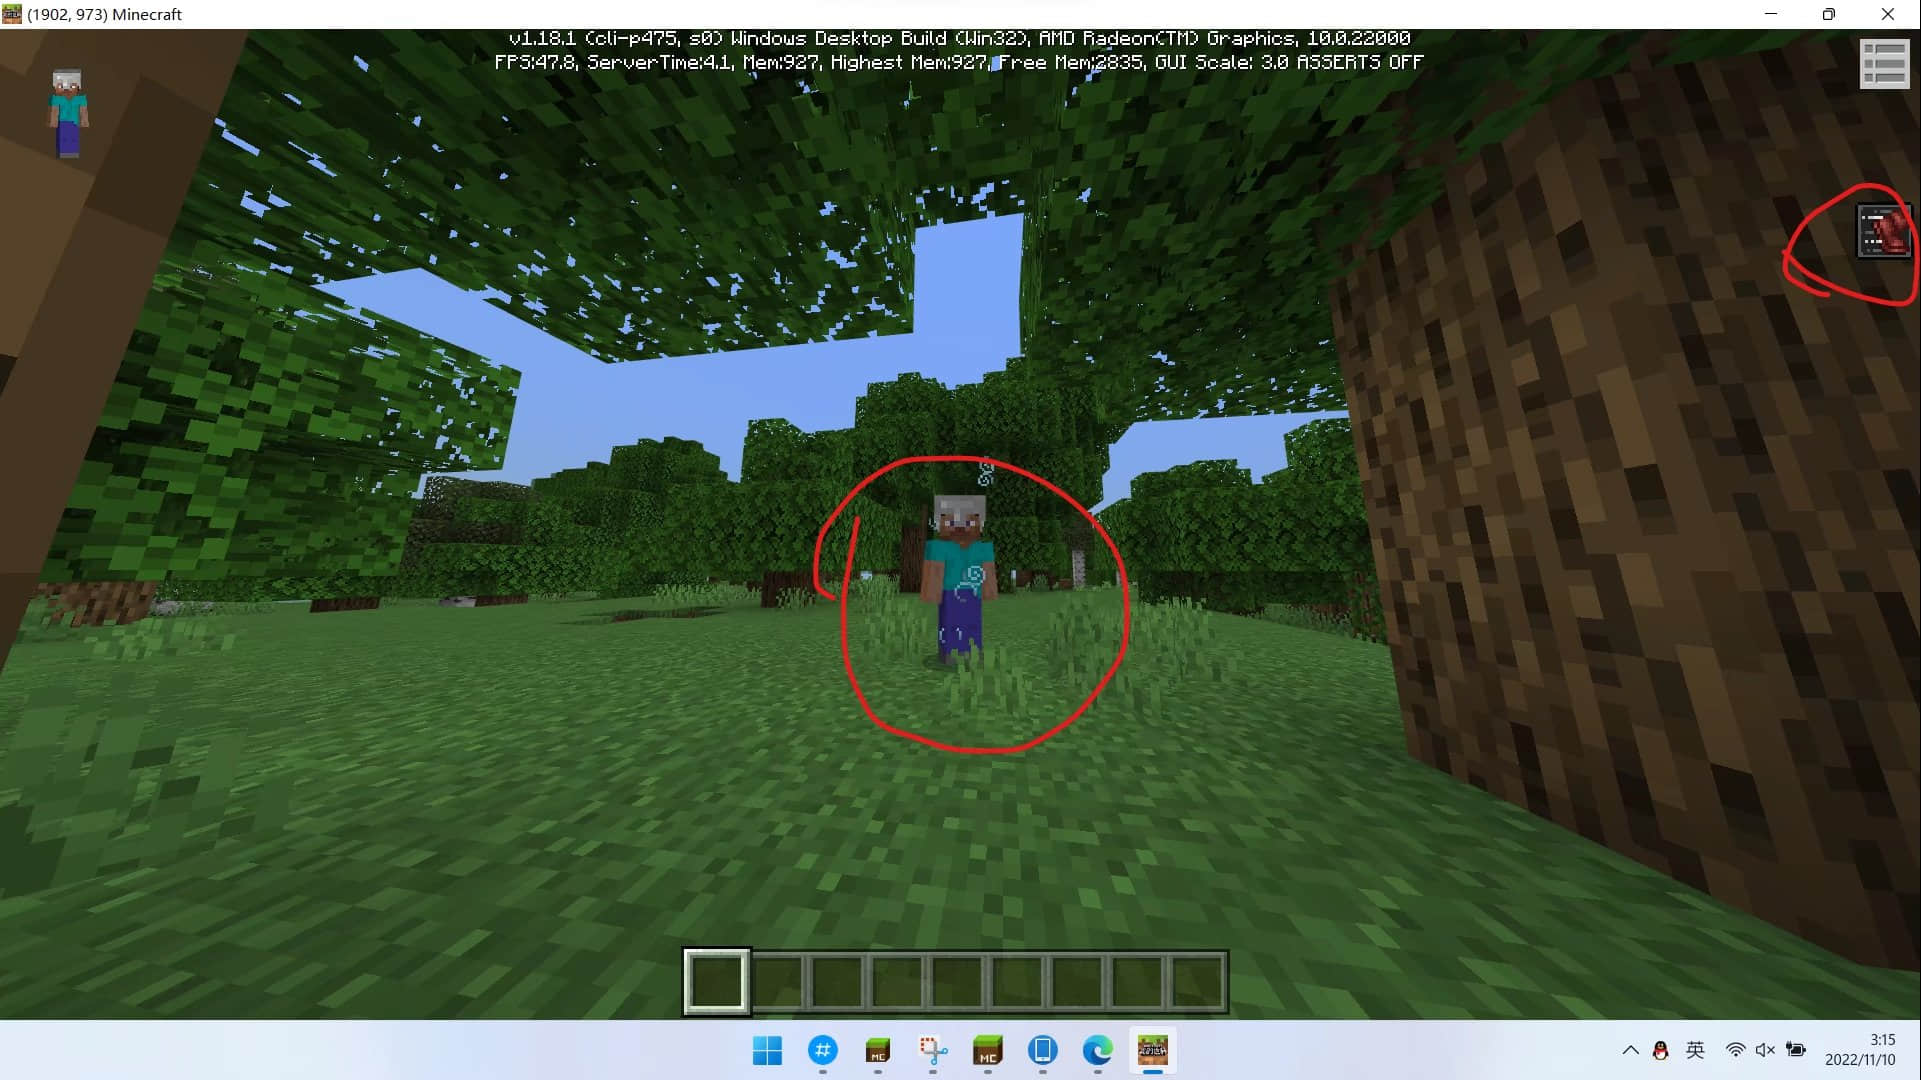 (1902, 973) Minecraft
v1.18.1 (cli-p475, s0) Windows Desktop Build (Win32), AMD Radeon(TM) Graphics, 10.0.22000
FPS:47.8, ServerTime:4.1, Mem:927, Highest Mem:927, Free Mem:2835, GUI Scale: 3.0 ASSERTS OFF
MC
MC
英
3:15
2022/11/10